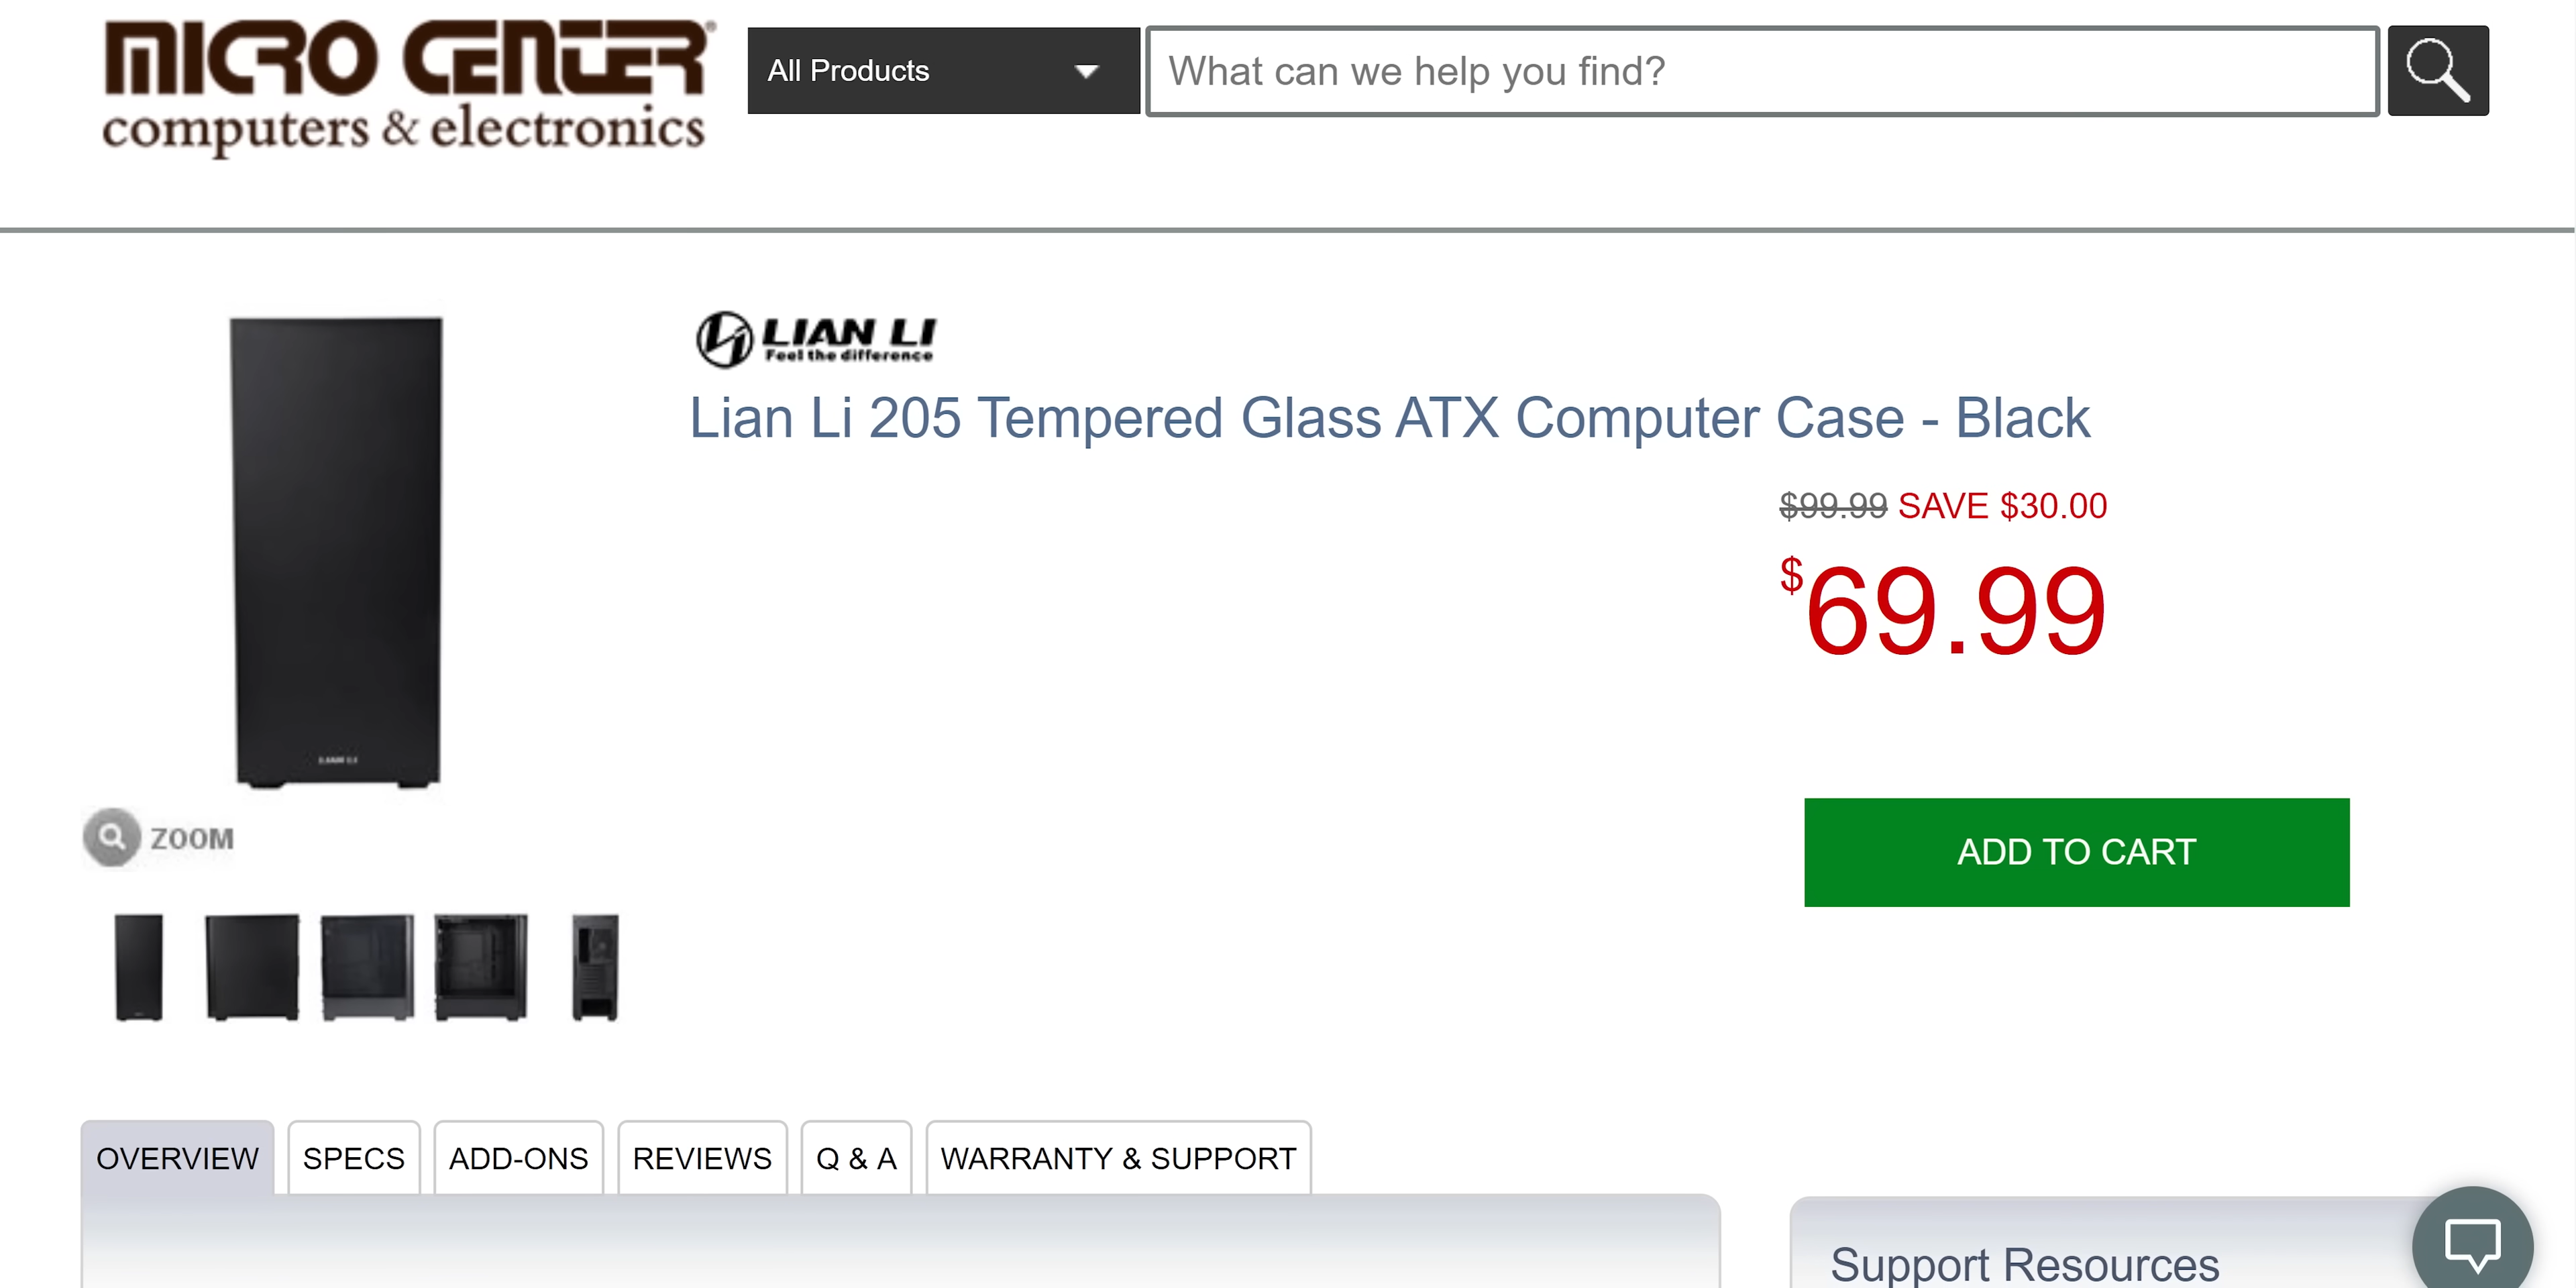 MICRO CENTER®
computers & electronics
All Products
What can we help you find?
LIAN LI
Feel the difference
Lian Li 205 Tempered Glass ATX Computer Case - Black
$99.99 SAVE $30.00
$69.99
LIAN LI
ZOOM
ADD TO CART
OVERVIEW
SPECS
ADD-ONS
REVIEWS
Q & A
WARRANTY & SUPPORT
Support Resources